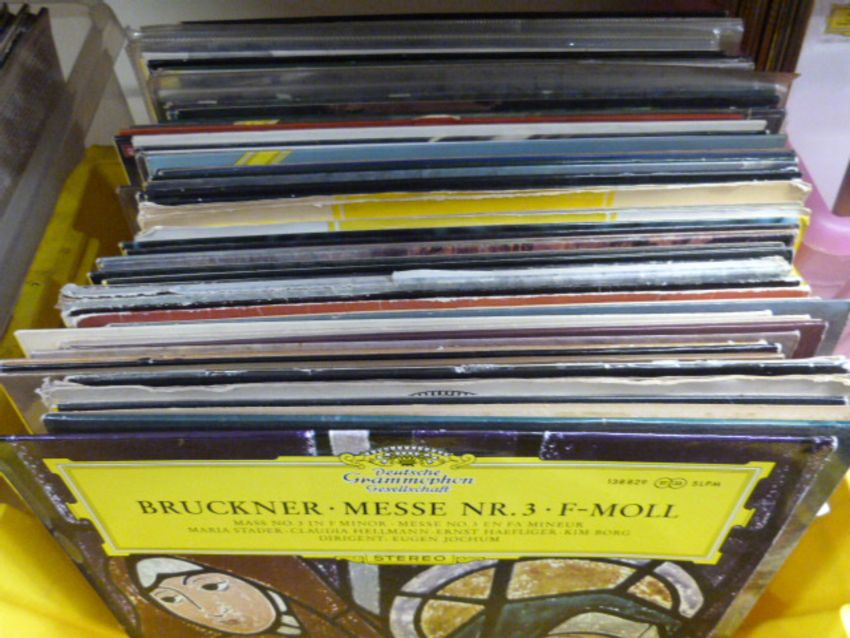 Deutsche
Grammophon
Gesellschaft
138829 SLPM
BRUCKNER · MESSE NR. 3 · F-MOLL
MASS NO. 3 IN F MINOR · MESSE NO. 3 EN FA MINEUR
MARIA STADER · CLAUDIA HELLMANN · ERNST HAEFLIGER · KIM BORG
DIRIGENT: EUGEN JOCHUM
STEREO